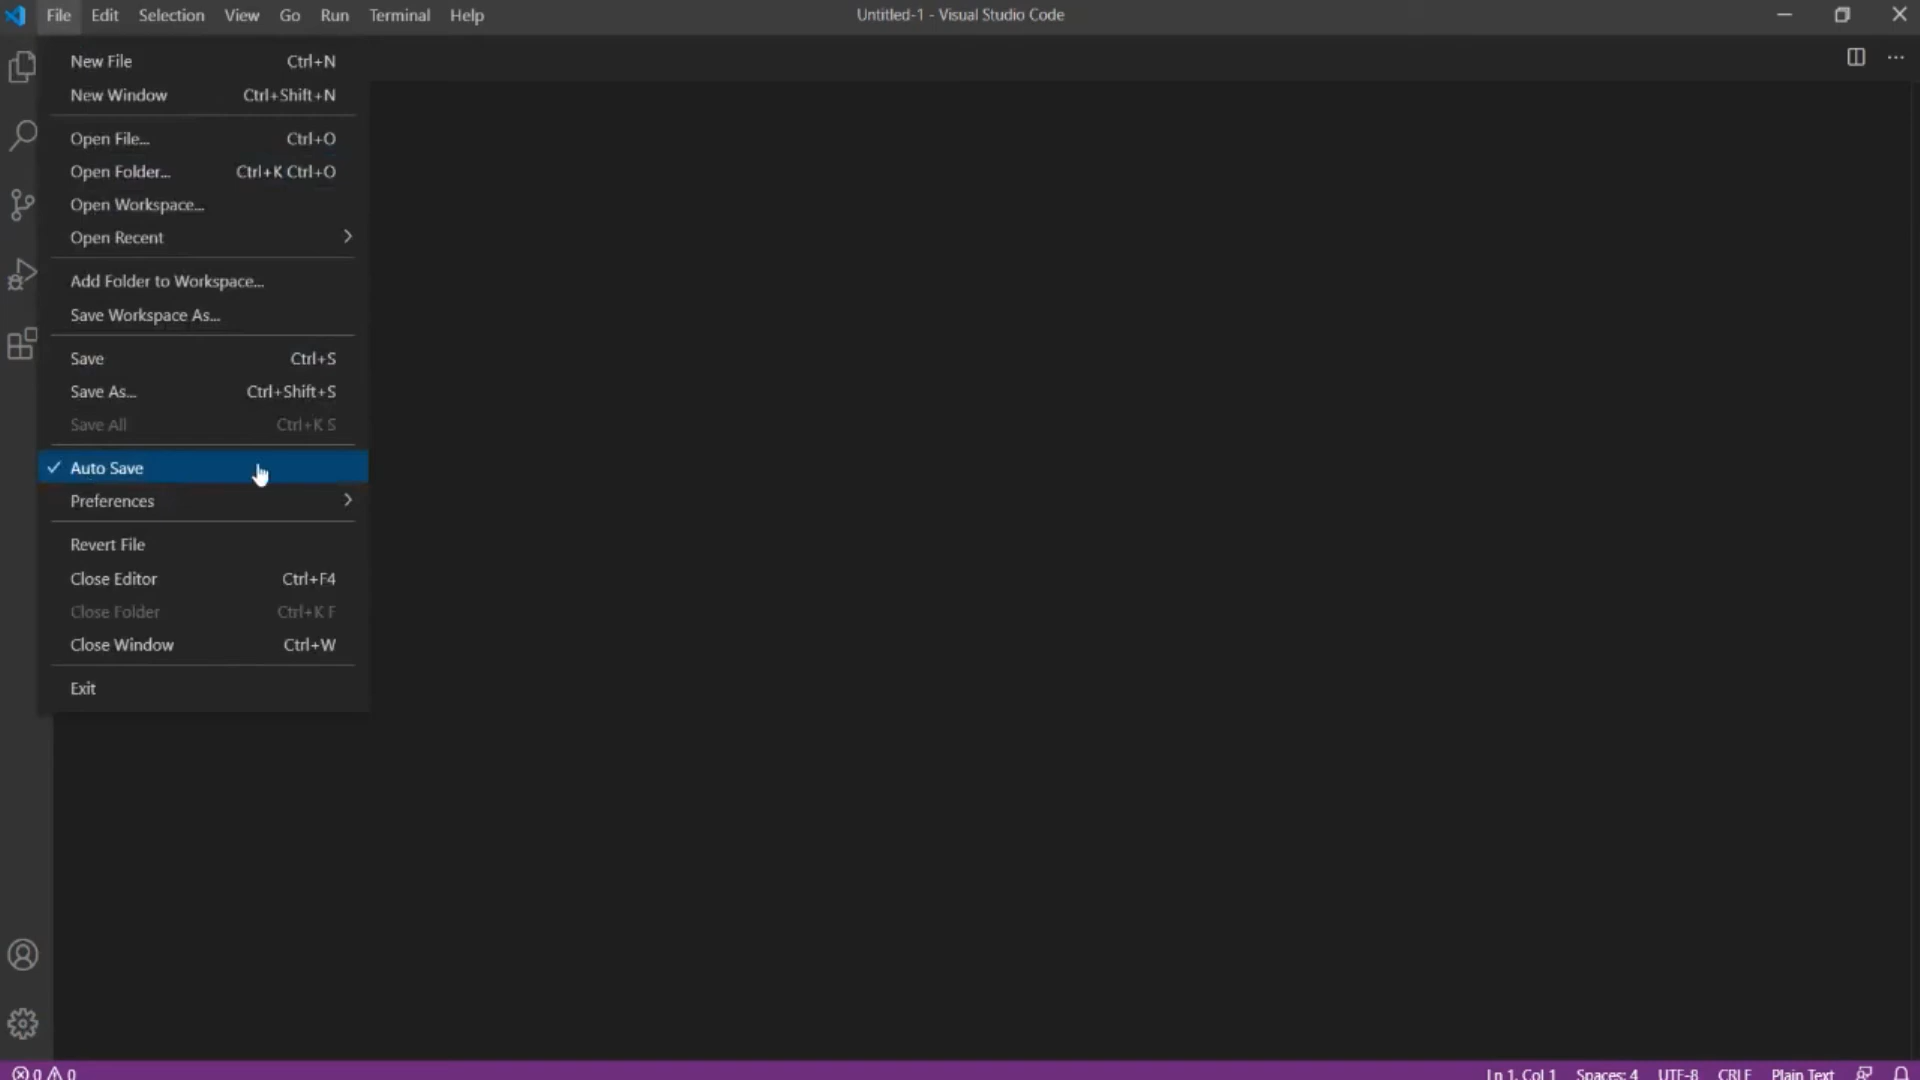 File Edit Selection View Go Run Terminal Help Untitled-1 - Visual Studio Code
New File Ctrl+N
New Window Ctrl+Shift+N
Open File... Ctrl+O
Open Folder... Ctrl+K Ctrl+O
Open Workspace...
Open Recent
Add Folder to Workspace...
Save Workspace As...
Save Ctrl+S
Save As... Ctrl+Shift+S
Save All Ctrl+K S
Auto Save
Preferences
Revert File
Close Editor Ctrl+F4
Close Folder Ctrl+K F
Close Window Ctrl+W
Exit
0 0 Ln 1, Col 1 Spaces: 4 UTF-8 CRLF Plain Text